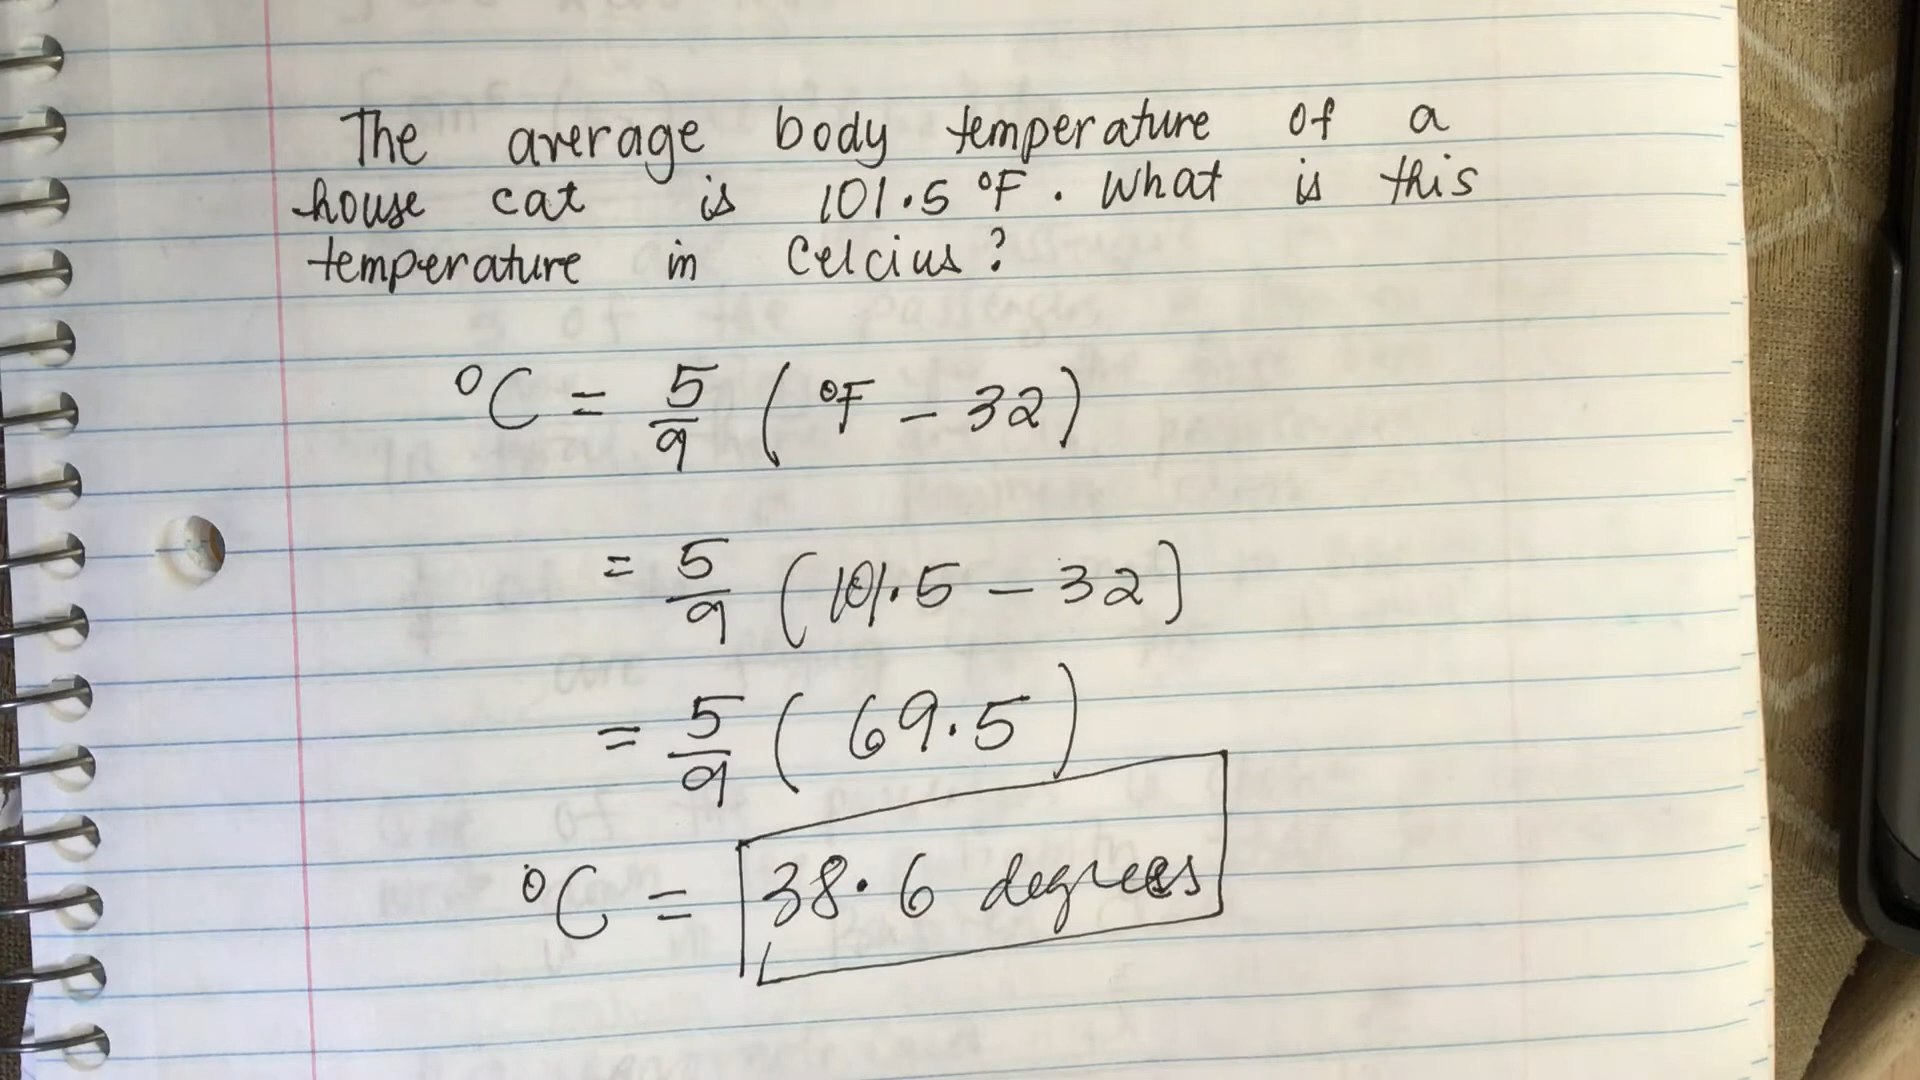 The average body temperature of a
house cat is 101.5 °F. What is this
temperature in Celcius?
°C = 5/9 (°F - 32)
= 5/9 (101.5 - 32)
= 5/9 (69.5)
°C = 38.6 degrees